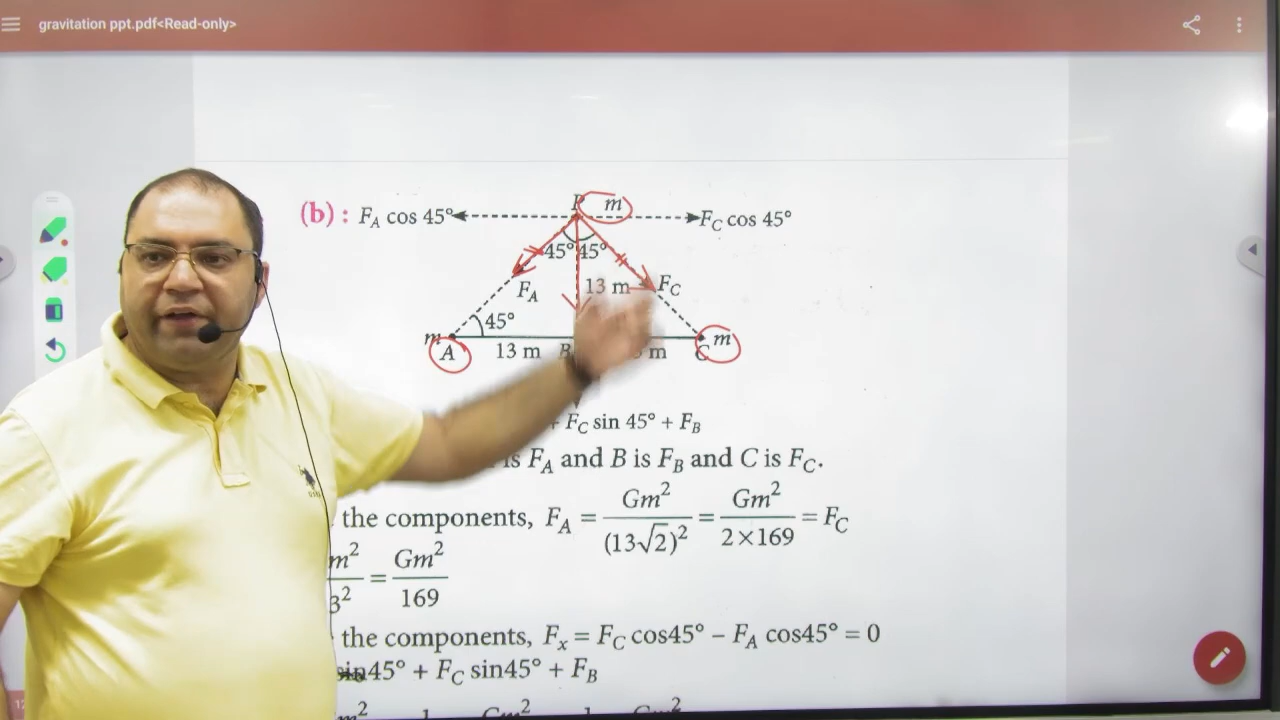 gravitation ppt.pdf<Read-only>
(b) : F_A cos 45° P m F_C cos 45°
45° 45°
F_A 13 m F_C
45°
m A 13 m B m C m
F_C sin 45° + F_B
is F_A and B is F_B and C is F_C.
the components, F_A = Gm²/(13√2)² = Gm²/2×169 = F_C
= Gm²/169
the components, F_x = F_C cos45° − F_A cos45° = 0
sin45° + F_C sin45° + F_B